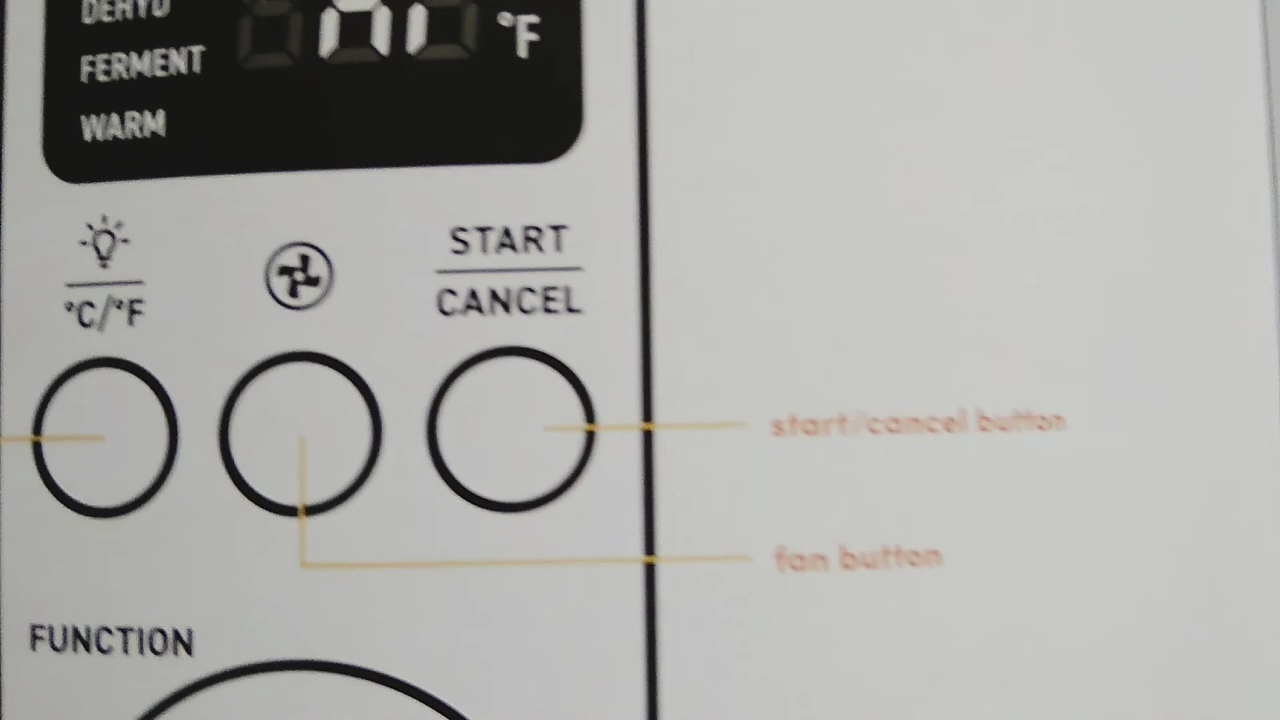 DEHYD
FERMENT
°F
WARM
START
CANCEL
°C/°F
start/cancel button
fan button
FUNCTION